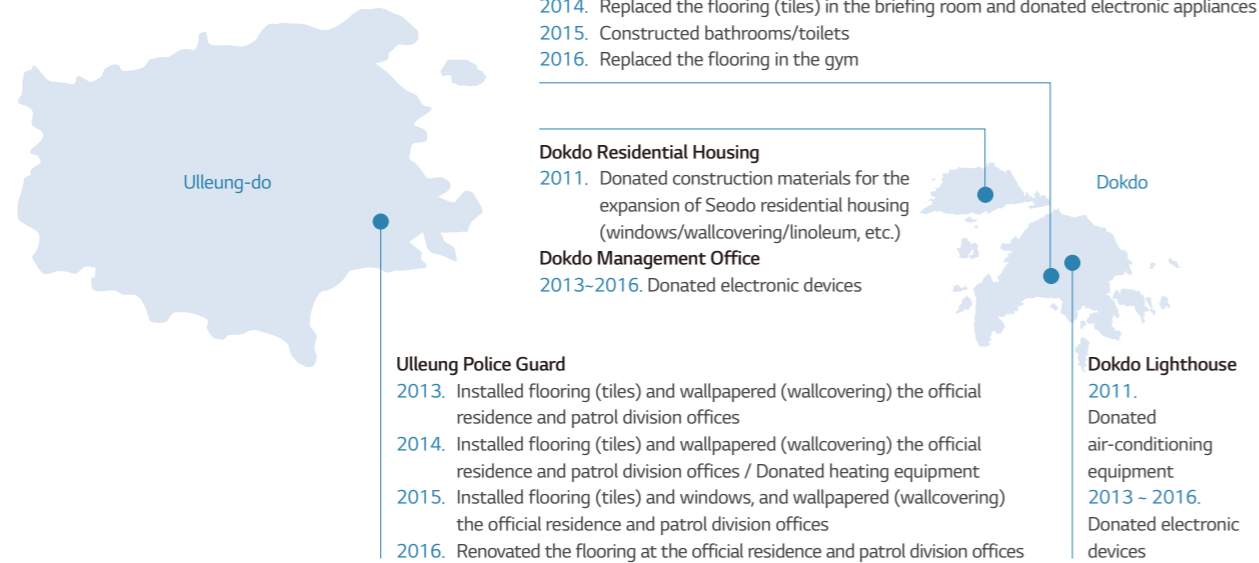 2014. Replaced the flooring (tiles) in the briefing room and donated electronic appliances
2015. Constructed bathrooms/toilets
2016. Replaced the flooring in the gym
Ulleung-do
Dokdo Residential Housing
2011. Donated construction materials for the
expansion of Seodo residential housing
(windows/wallcovering/linoleum, etc.)
Dokdo Management Office
2013~2016. Donated electronic devices
Dokdo
Ulleung Police Guard
2013. Installed flooring (tiles) and wallpapered (wallcovering) the official
residence and patrol division offices
2014. Installed flooring (tiles) and wallpapered (wallcovering) the official
residence and patrol division offices / Donated heating equipment
2015. Installed flooring (tiles) and windows, and wallpapered (wallcovering)
the official residence and patrol division offices
2016. Renovated the flooring at the official residence and patrol division offices
Dokdo Lighthouse
2011.
Donated
air-conditioning
equipment
2013 ~ 2016.
Donated electronic
devices